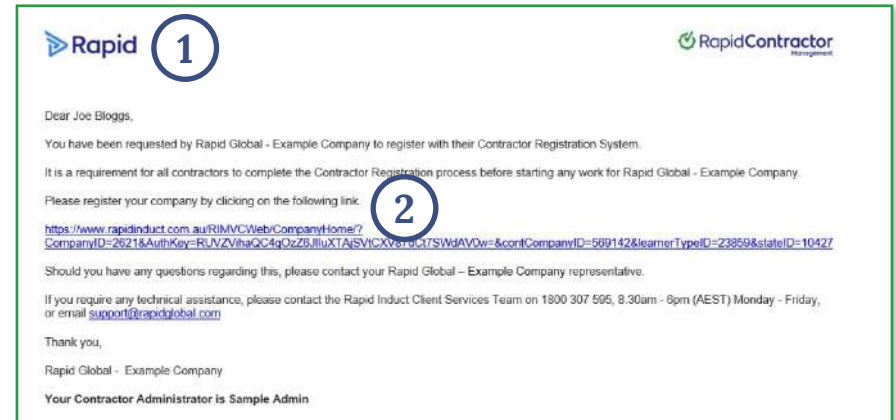 Rapid
1
RapidContractor
Management
Dear Joe Bloggs,
You have been requested by Rapid Global - Example Company to register with their Contractor Registration System.
It is a requirement for all contractors to complete the Contractor Registration process before starting any work for Rapid Global - Example Company.
Please register your company by clicking on the following link.
2
https://www.rapidinduct.com.au/RIMVCWeb/CompanyHome/?
Should you have any questions regarding this, please contact your Rapid Global – Example Company representative.
If you require any technical assistance, please contact the Rapid Induct Client Services Team on 1800 307 595, 8.30am - 6pm (AEST) Monday - Friday,
or email support@rapidglobal.com
Thank you,
Rapid Global - Example Company
Your Contractor Administrator is Sample Admin